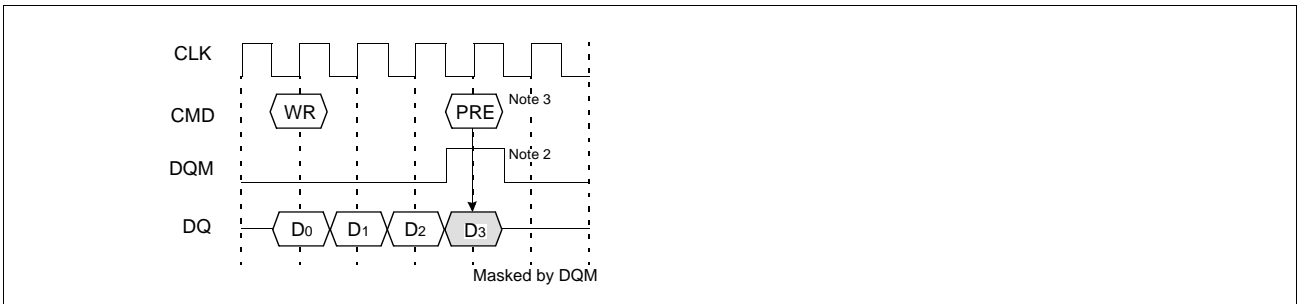 CLK
CMD WR PRE Note 3
DQM Note 2
DQ D0 D1 D2 D3
Masked by DQM